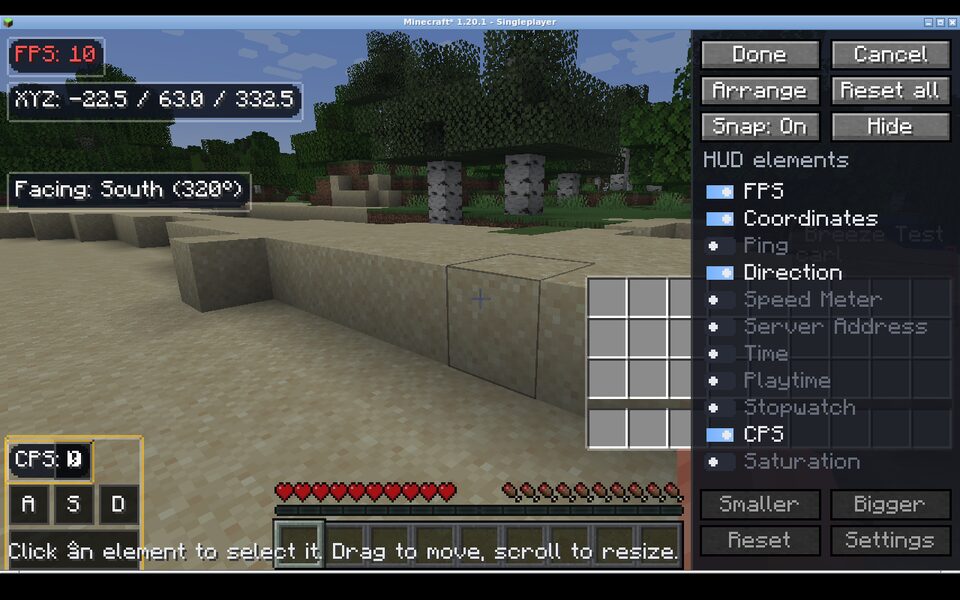 Minecraft* 1.20.1 - Singleplayer
FPS: 10
XYZ: -22.5 / 63.0 / 332.5
Facing: South (320°)
Done
Cancel
Arrange
Reset all
Snap: On
Hide
HUD elements
FPS
Coordinates
Ping
Direction
Speed Meter
Server Address
Time
Playtime
Stopwatch
CPS
Saturation
Breeze Test
Smaller
Bigger
Reset
Settings
CPS: 0
A S D
Click an element to select it. Drag to move, scroll to resize.